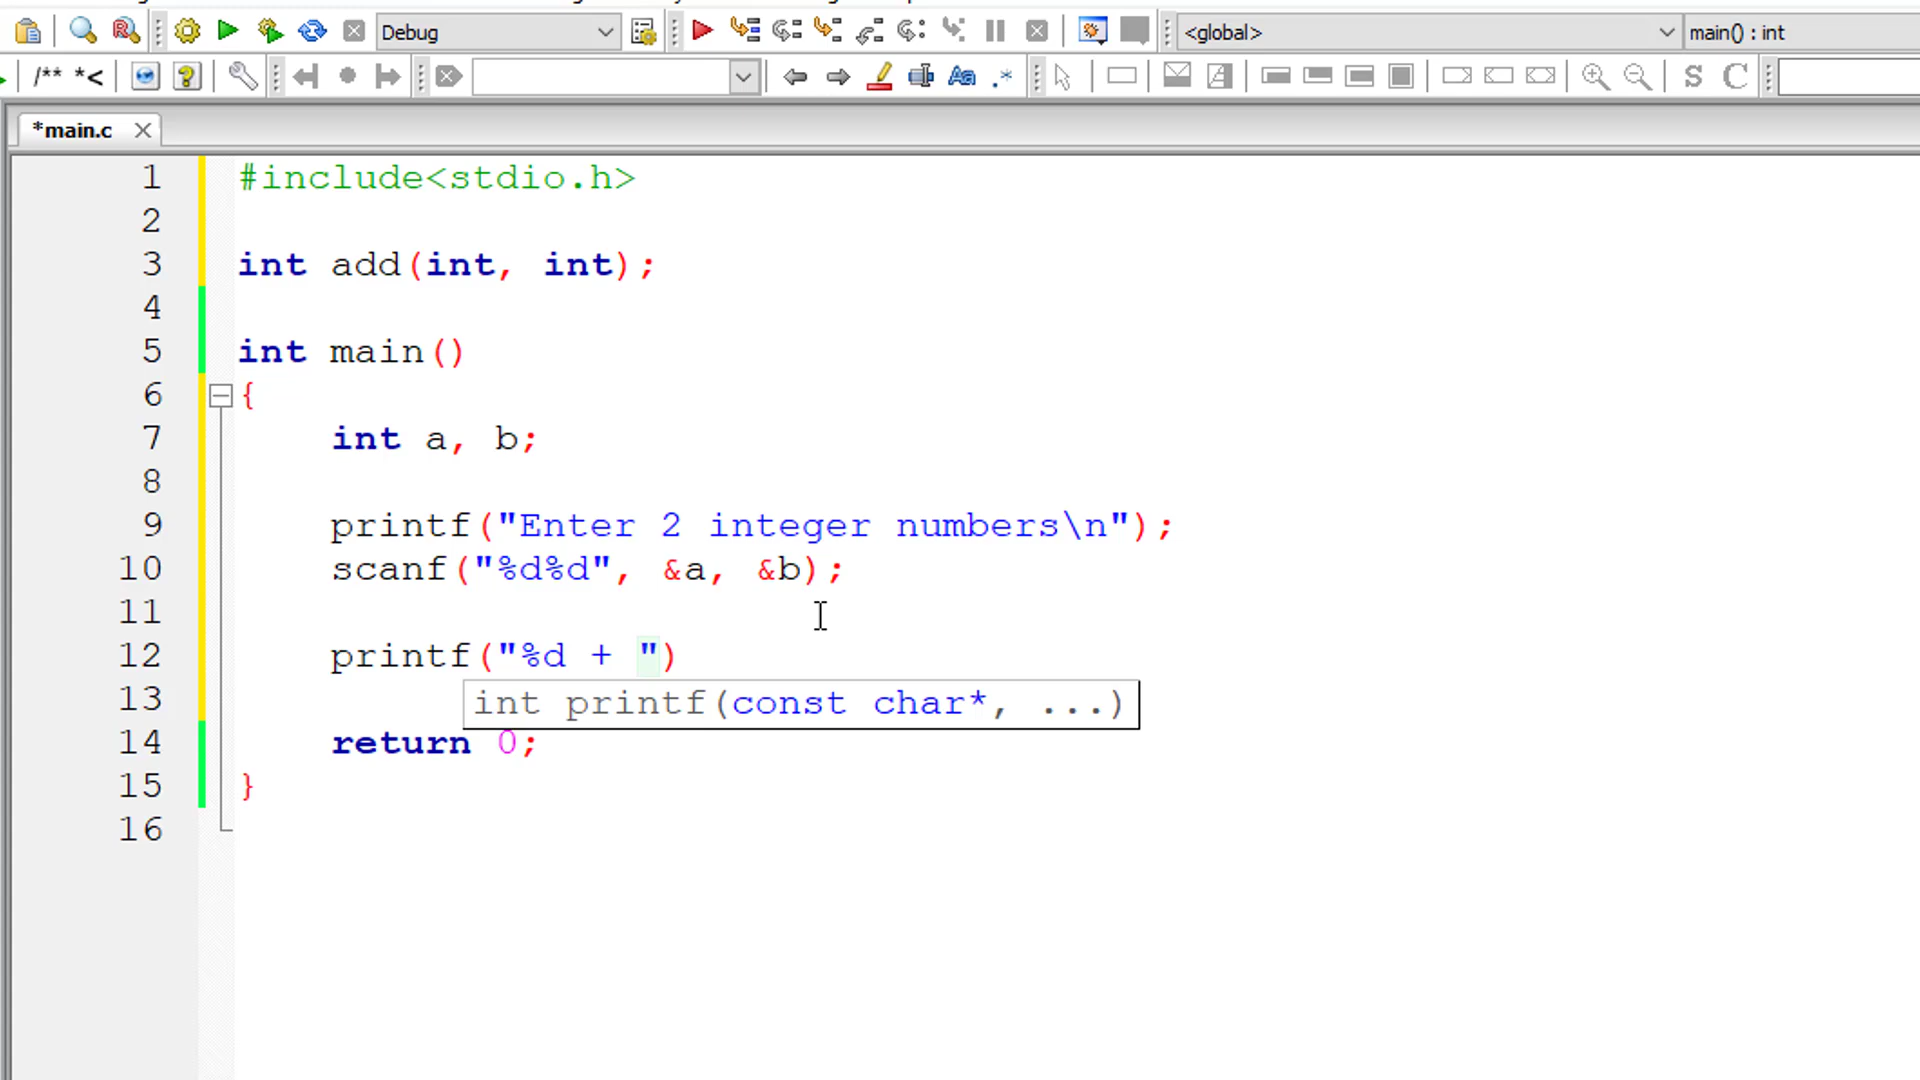 Debug
<global>
main() : int
/** *<
Aa
.*
S
C
*main.c
1 #include<stdio.h>
2
3 int add(int, int);
4
5 int main()
6 {
7 int a, b;
8
9 printf("Enter 2 integer numbers\n");
10 scanf("%d%d", &a, &b);
11
12 printf("%d + ")
int printf(const char*, ...)
13
14 return 0;
15 }
16